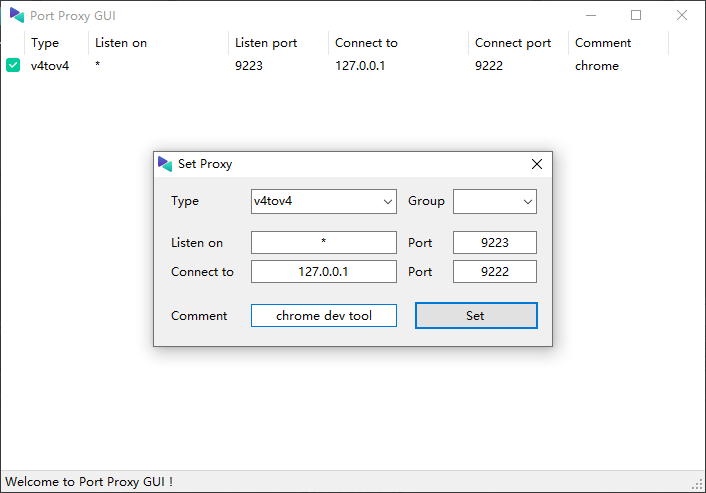 Port Proxy GUI
Type Listen on Listen port Connect to Connect port Comment
v4tov4 * 9223 127.0.0.1 9222 chrome
Set Proxy
Type v4tov4 Group
Listen on * Port 9223
Connect to 127.0.0.1 Port 9222
Comment chrome dev tool Set
Welcome to Port Proxy GUI !